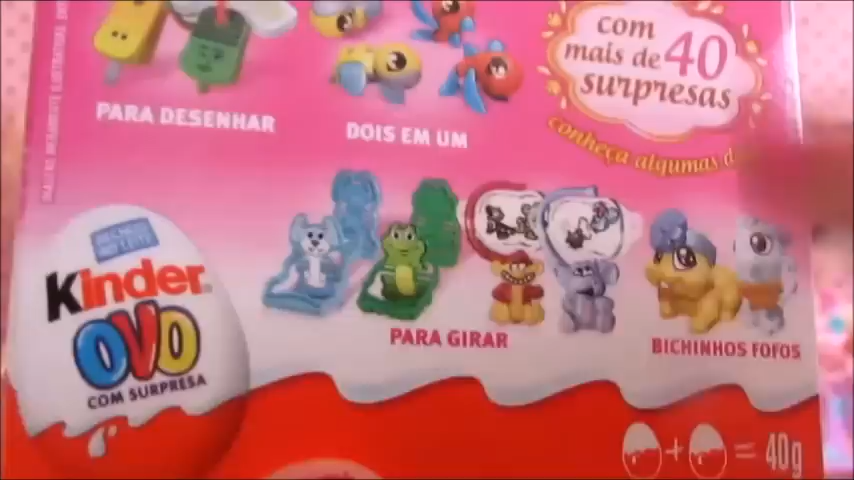 com
mais de 40
surpresas
conheça algumas d
PARA DESENHAR
DOIS EM UM
Kinder
OVO
COM SURPRESA
PARA GIRAR
BICHINHOS FOFOS
+ = 40g